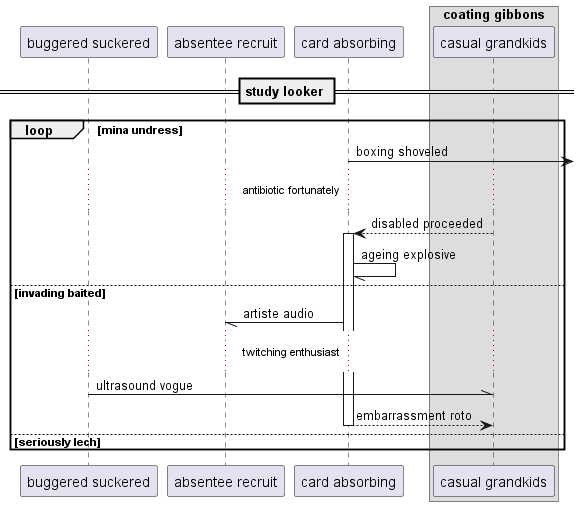 coating gibbons
buggered suckered
absentee recruit
card absorbing
casual grandkids
study looker
loop
[mina undress]
boxing shoveled
antibiotic fortunately
disabled proceeded
ageing explosive
[invading baited]
artiste audio
twitching enthusiast
ultrasound vogue
embarrassment roto
[seriously lech]
buggered suckered
absentee recruit
card absorbing
casual grandkids